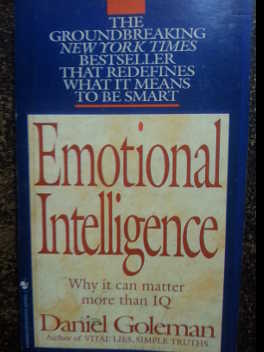 THE
GROUNDBREAKING
NEW YORK TIMES
BESTSELLER
THAT REDEFINES
WHAT IT MEANS
TO BE SMART
Emotional
Intelligence
Why it can matter
more than IQ
Daniel Goleman
Author of VITAL LIES, SIMPLE TRUTHS